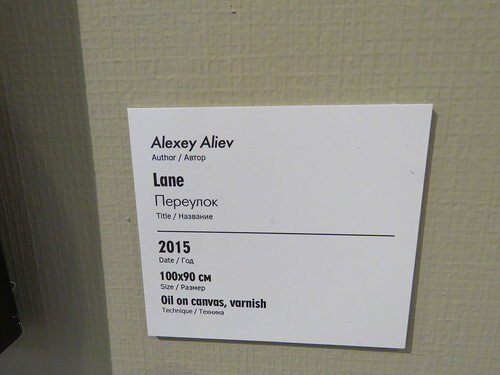 Alexey Aliev
Author / Автор
Lane
Переулок
Title / Название
2015
Date / Год
100x90 см
Size / Размер
Oil on canvas, varnish
Technique / Техника